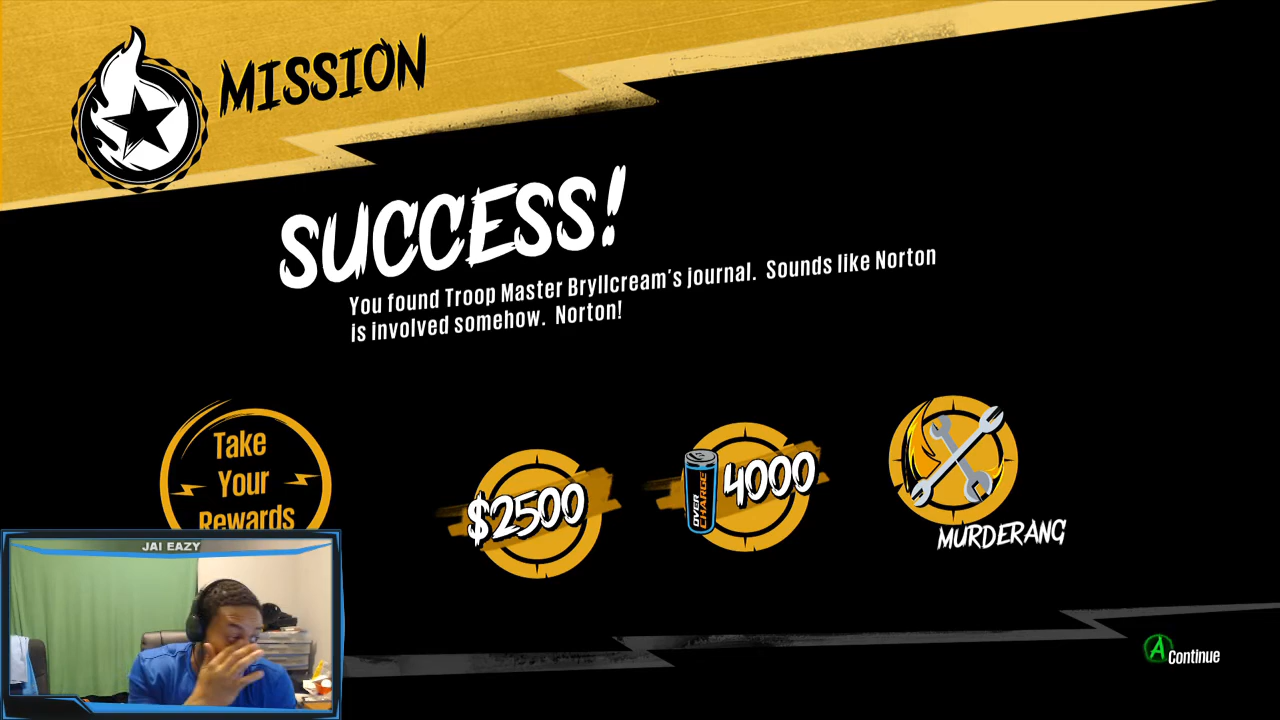 MISSION
SUCCESS!
You found Troop Master Bryllcream's journal. Sounds like Norton
is involved somehow. Norton!
Take
Your
Rewards
$2500
OVER
CHARGE
4000
MURDERANG
JAI EAZY
A Continue